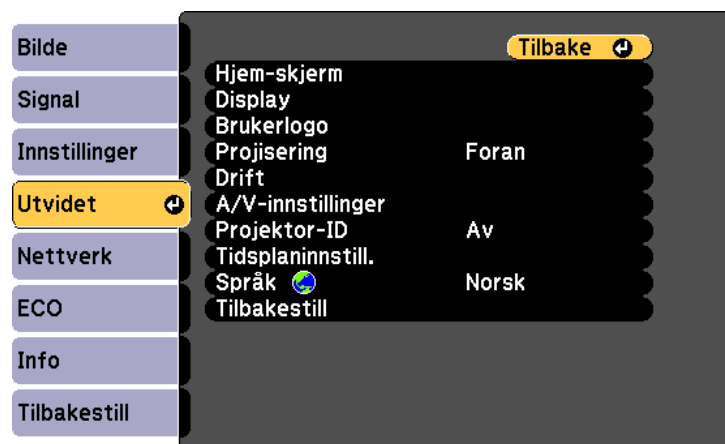 Bilde
Signal
Innstillinger
Utvidet
Nettverk
ECO
Info
Tilbakestill
Tilbake
Hjem-skjerm
Display
Brukerlogo
Projisering Foran
Drift
A/V-innstillinger
Projektor-ID Av
Tidsplaninnstill.
Språk Norsk
Tilbakestill